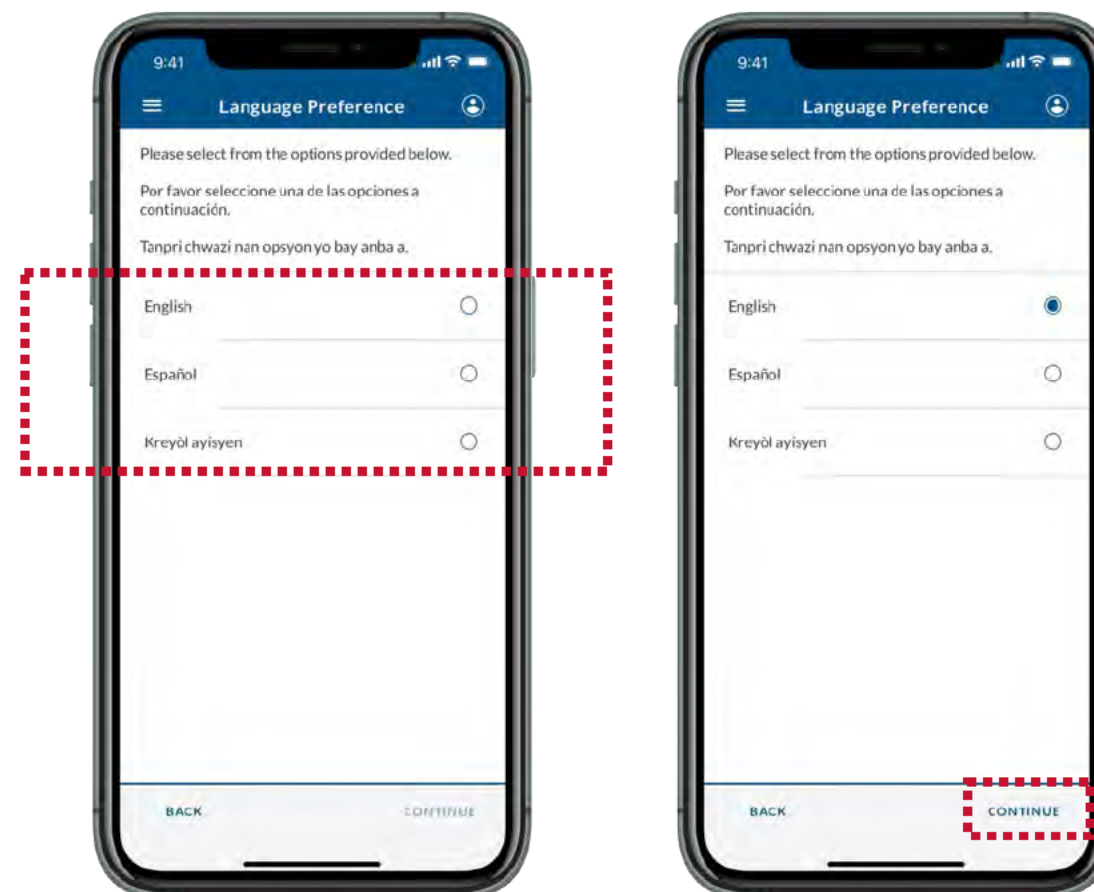 9:41
Language Preference
Please select from the options provided below.
Por favor seleccione una de las opciones a
continuación.
Tanpri chwazi nan opsyon yo bay anba a.
English
Español
Kreyòl ayisyen
BACK
CONTINUE
9:41
Language Preference
Please select from the options provided below.
Por favor seleccione una de las opciones a
continuación.
Tanpri chwazi nan opsyon yo bay anba a.
English
Español
Kreyòl ayisyen
BACK
CONTINUE